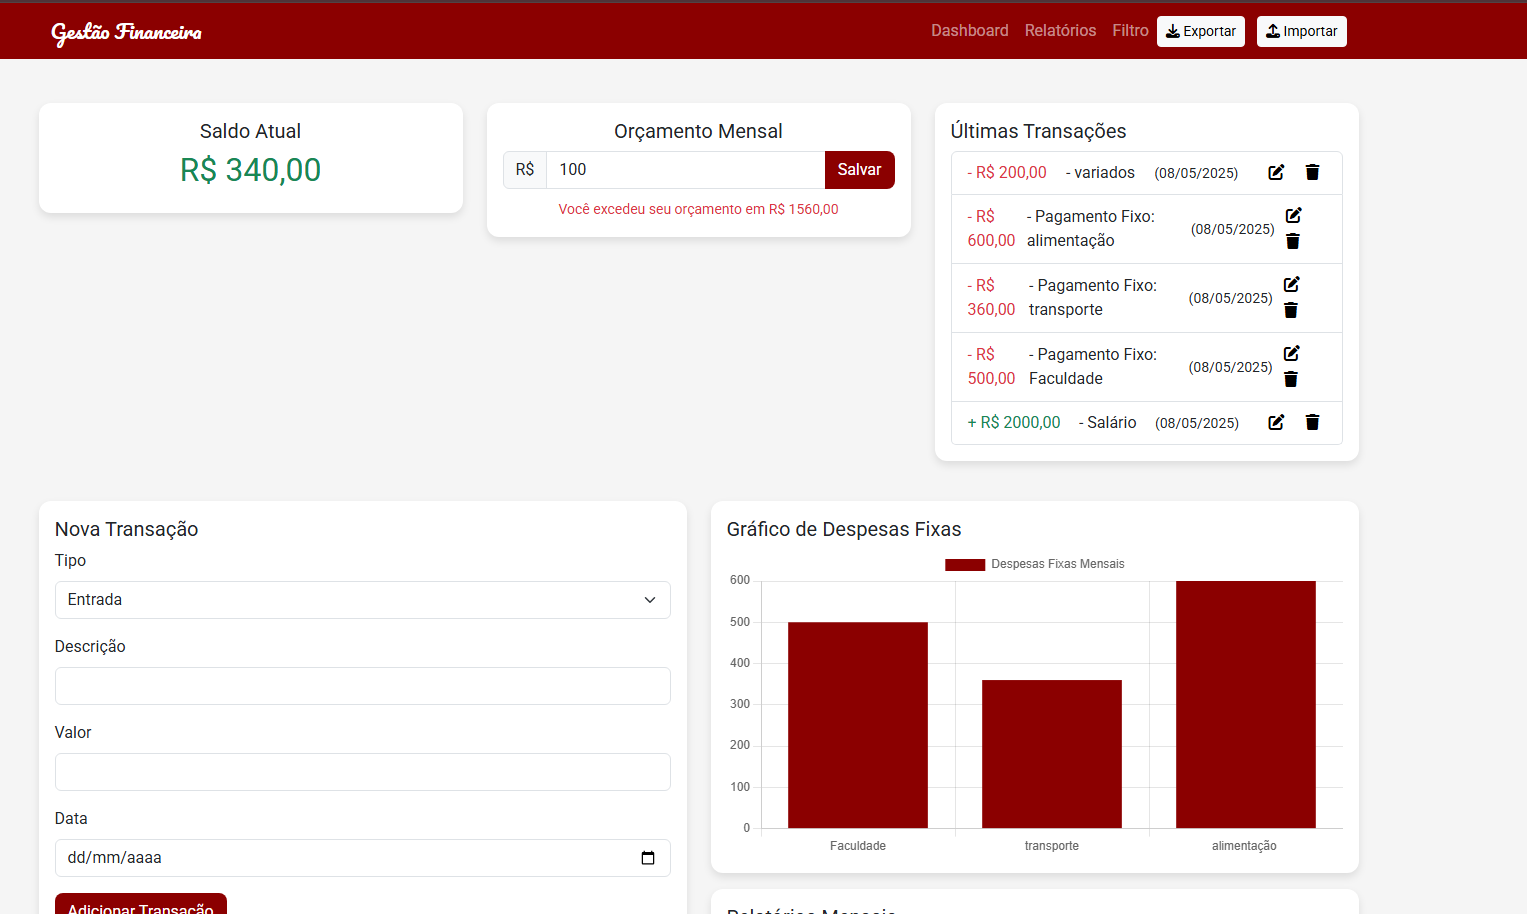 Gestão Financeira
Dashboard Relatórios Filtro Exportar Importar
Saldo Atual
R$ 340,00
Orçamento Mensal
R$ 100 Salvar
Você excedeu seu orçamento em R$ 1560,00
Últimas Transações
- R$ 200,00 - variados (08/05/2025)
- R$ 600,00 - Pagamento Fixo: alimentação (08/05/2025)
- R$ 360,00 - Pagamento Fixo: transporte (08/05/2025)
- R$ 500,00 - Pagamento Fixo: Faculdade (08/05/2025)
+ R$ 2000,00 - Salário (08/05/2025)
Nova Transação
Tipo
Entrada
Descrição
Valor
Data
dd/mm/aaaa
Adicionar Transação
Gráfico de Despesas Fixas
Despesas Fixas Mensais
600
500
400
300
200
100
0
Faculdade transporte alimentação
Relatórios Mensais